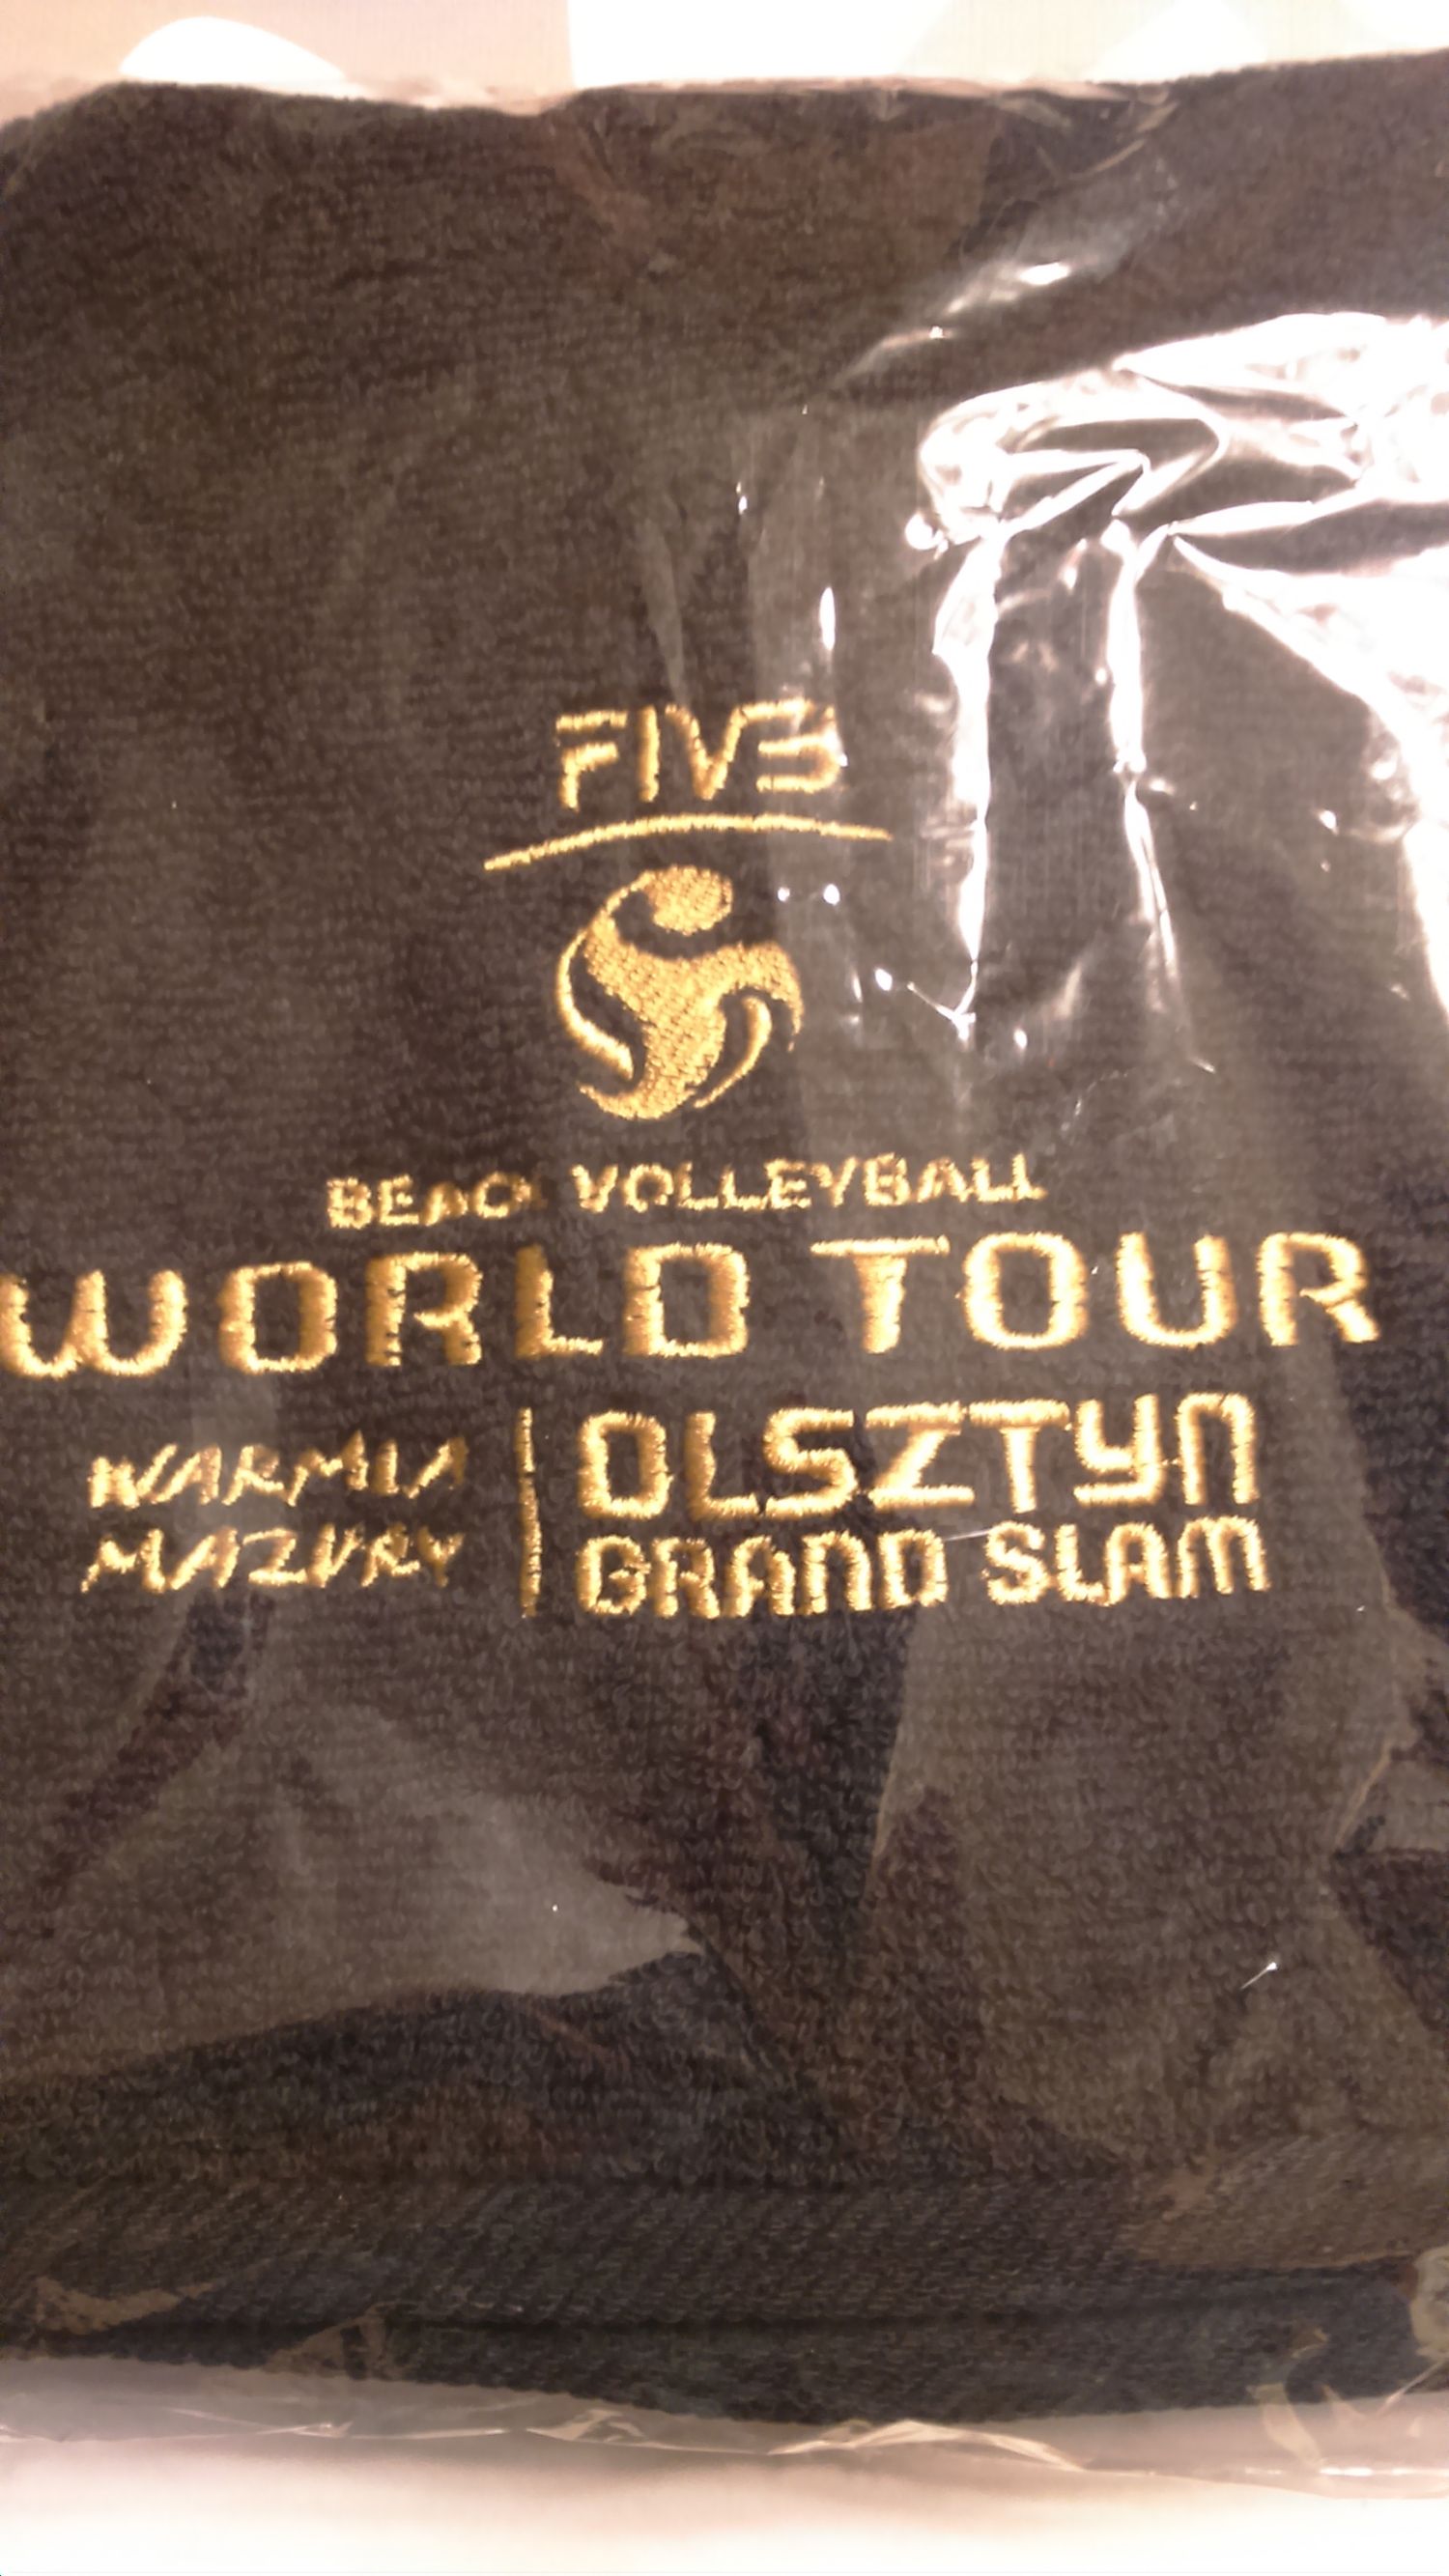 FIVB
BEACH VOLLEYBALL
WORLD TOUR
WARMIA
MAZURY
OLSZTYN
GRAND SLAM